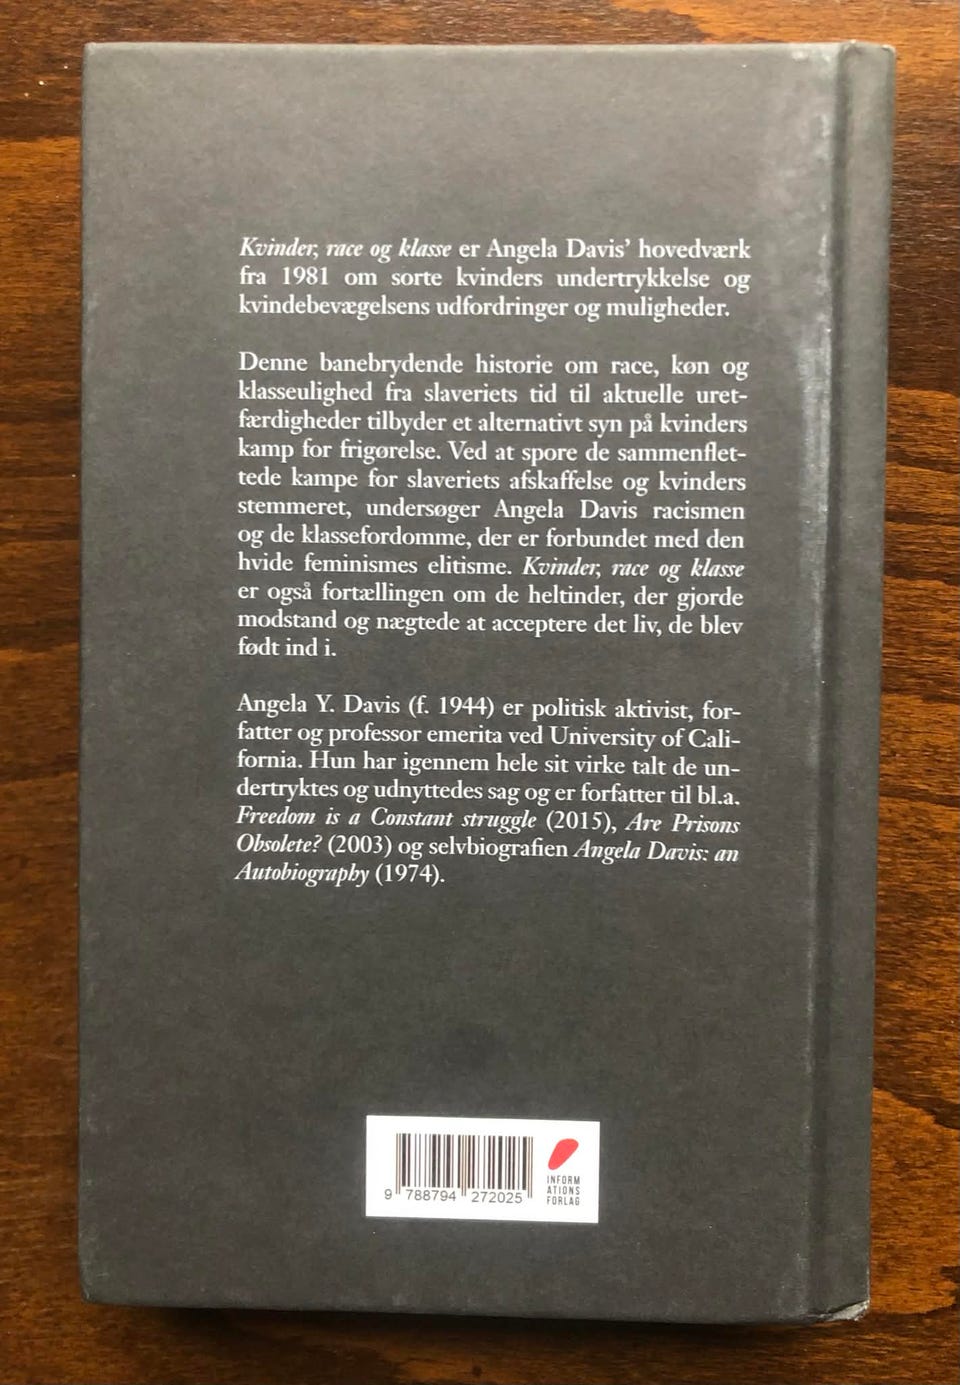 Kvinder, race og klasse er Angela Davis’ hovedværk
fra 1981 om sorte kvinders undertrykkelse og
kvindebevægelsens udfordringer og muligheder.
Denne banebrydende historie om race, køn og
klasseulighed fra slaveriets tid til aktuelle uret-
færdigheder tilbyder et alternativt syn på kvinders
kamp for frigørelse. Ved at spore de sammenflet-
tede kampe for slaveriets afskaffelse og kvinders
stemmeret, undersøger Angela Davis racismen
og de klassefordomme, der er forbundet med den
hvide feminismes elitisme. Kvinder, race og klasse
er også fortællingen om de heltinder, der gjorde
modstand og nægtede at acceptere det liv, de blev
født ind i.
Angela Y. Davis (f. 1944) er politisk aktivist, for-
fatter og professor emerita ved University of Cali-
fornia. Hun har igennem hele sit virke talt de un-
dertryktes og udnyttedes sag og er forfatter til bl.a.
Freedom is a Constant struggle (2015), Are Prisons
Obsolete? (2003) og selvbiografien Angela Davis: an
Autobiography (1974).
9 788794 272025
INFORM
ATIONS
FORLAG